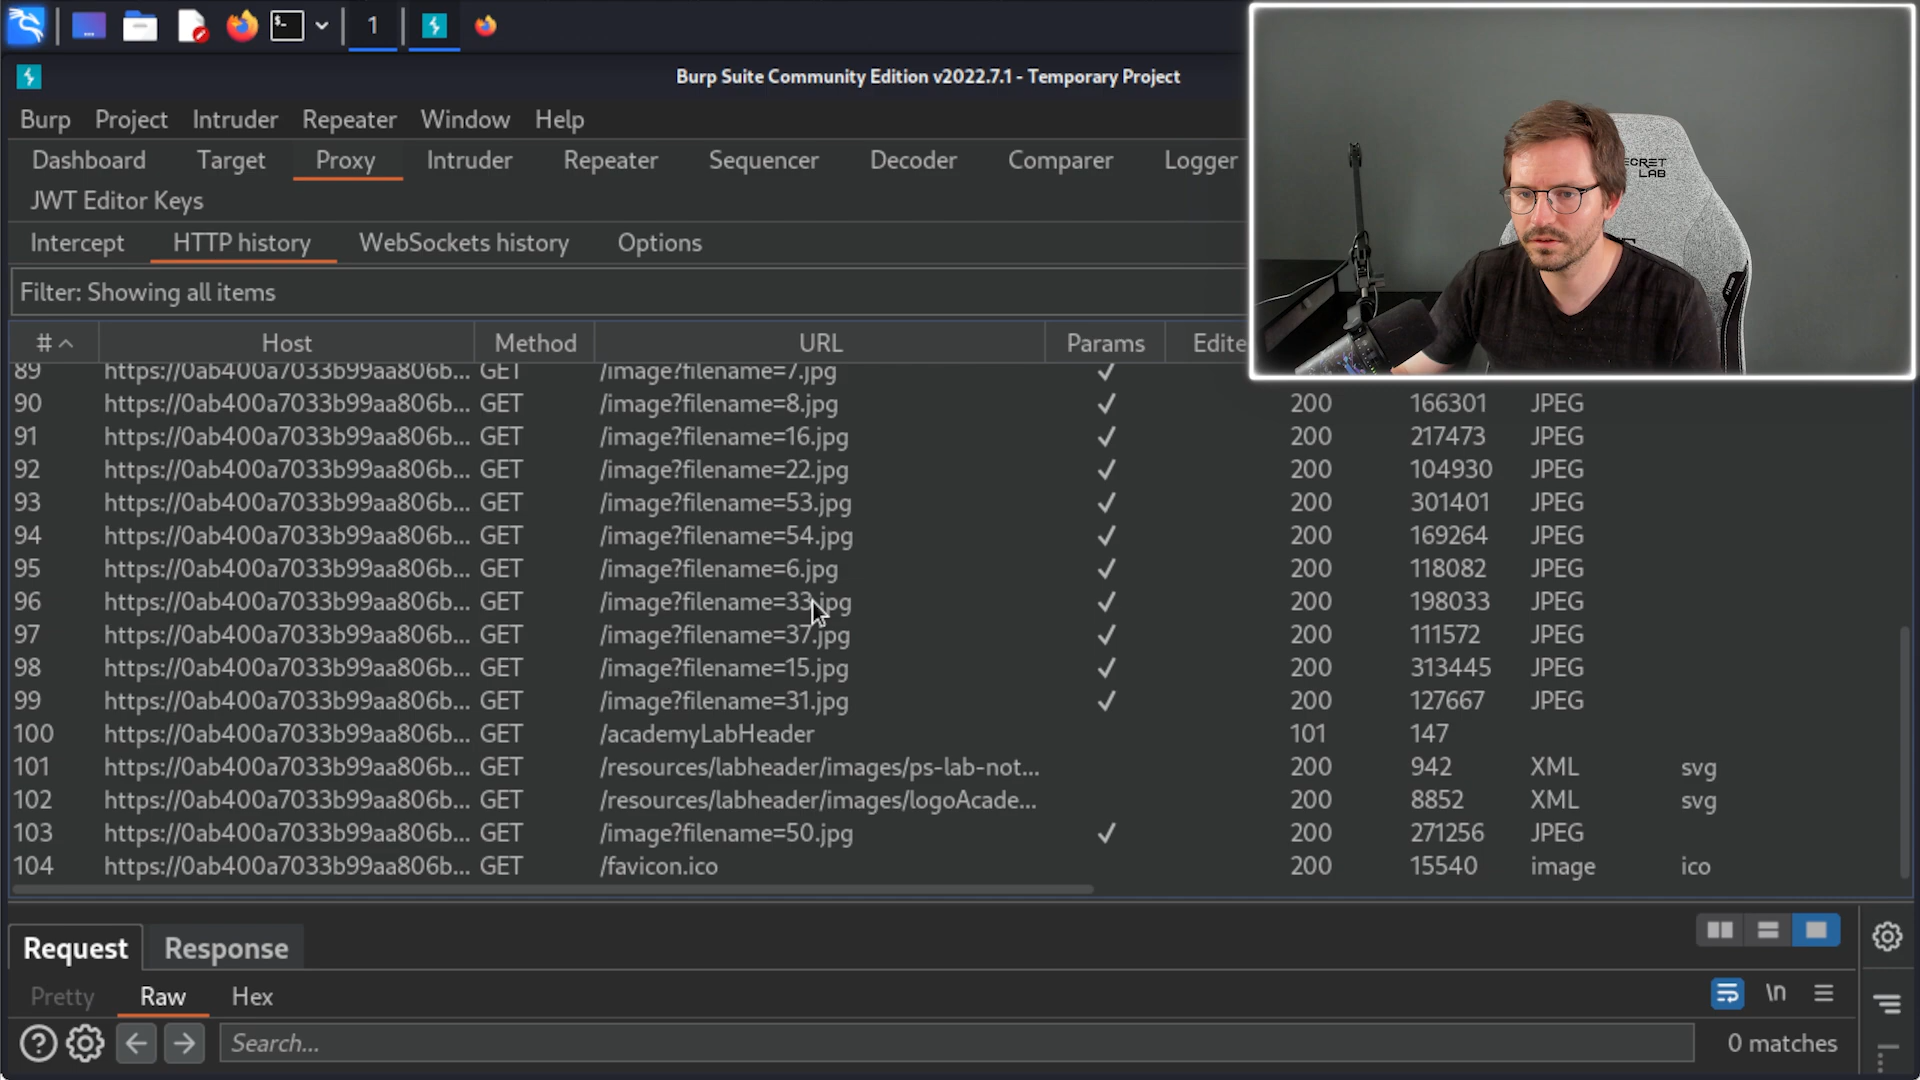 1
Burp Suite Community Edition v2022.7.1 - Temporary Project
Burp Project Intruder Repeater Window Help
Dashboard Target Proxy Intruder Repeater Sequencer Decoder Comparer Logger
JWT Editor Keys
Intercept HTTP history WebSockets history Options
Filter: Showing all items
# Host Method URL Params Edite
89 https://0ab400a7033b99aa806b... GET /image?filename=7.jpg ✓
90 https://0ab400a7033b99aa806b... GET /image?filename=8.jpg ✓ 200 166301 JPEG
91 https://0ab400a7033b99aa806b... GET /image?filename=16.jpg ✓ 200 217473 JPEG
92 https://0ab400a7033b99aa806b... GET /image?filename=22.jpg ✓ 200 104930 JPEG
93 https://0ab400a7033b99aa806b... GET /image?filename=53.jpg ✓ 200 301401 JPEG
94 https://0ab400a7033b99aa806b... GET /image?filename=54.jpg ✓ 200 169264 JPEG
95 https://0ab400a7033b99aa806b... GET /image?filename=6.jpg ✓ 200 118082 JPEG
96 https://0ab400a7033b99aa806b... GET /image?filename=33.jpg ✓ 200 198033 JPEG
97 https://0ab400a7033b99aa806b... GET /image?filename=37.jpg ✓ 200 111572 JPEG
98 https://0ab400a7033b99aa806b... GET /image?filename=15.jpg ✓ 200 313445 JPEG
99 https://0ab400a7033b99aa806b... GET /image?filename=31.jpg ✓ 200 127667 JPEG
100 https://0ab400a7033b99aa806b... GET /academyLabHeader 101 147
101 https://0ab400a7033b99aa806b... GET /resources/labheader/images/ps-lab-not... 200 942 XML svg
102 https://0ab400a7033b99aa806b... GET /resources/labheader/images/logoAcade... 200 8852 XML svg
103 https://0ab400a7033b99aa806b... GET /image?filename=50.jpg ✓ 200 271256 JPEG
104 https://0ab400a7033b99aa806b... GET /favicon.ico 200 15540 image ico
Request Response
Pretty Raw Hex
\n
Search...
0 matches
ECRET
LAB